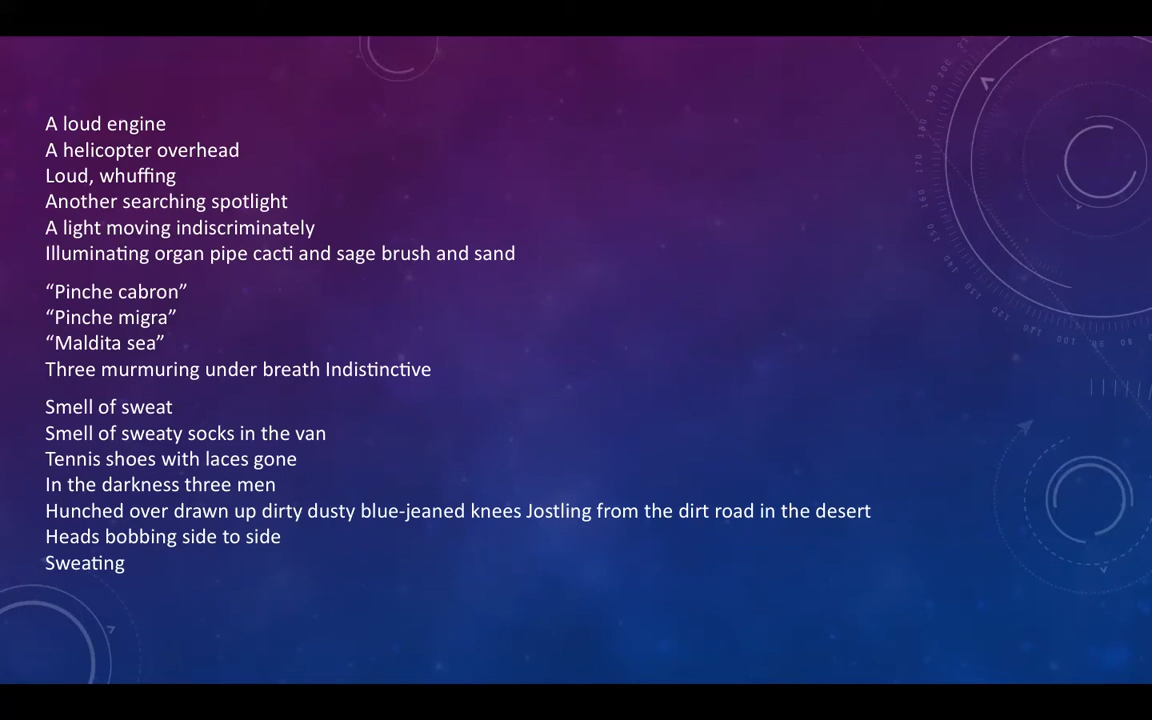 A loud engine
A helicopter overhead
Loud, whuffing
Another searching spotlight
A light moving indiscriminately
Illuminating organ pipe cacti and sage brush and sand
“Pinche cabron”
“Pinche migra”
“Maldita sea”
Three murmuring under breath Indistinctive
Smell of sweat
Smell of sweaty socks in the van
Tennis shoes with laces gone
In the darkness three men
Hunched over drawn up dirty dusty blue-jeaned knees Jostling from the dirt road in the desert
Heads bobbing side to side
Sweating